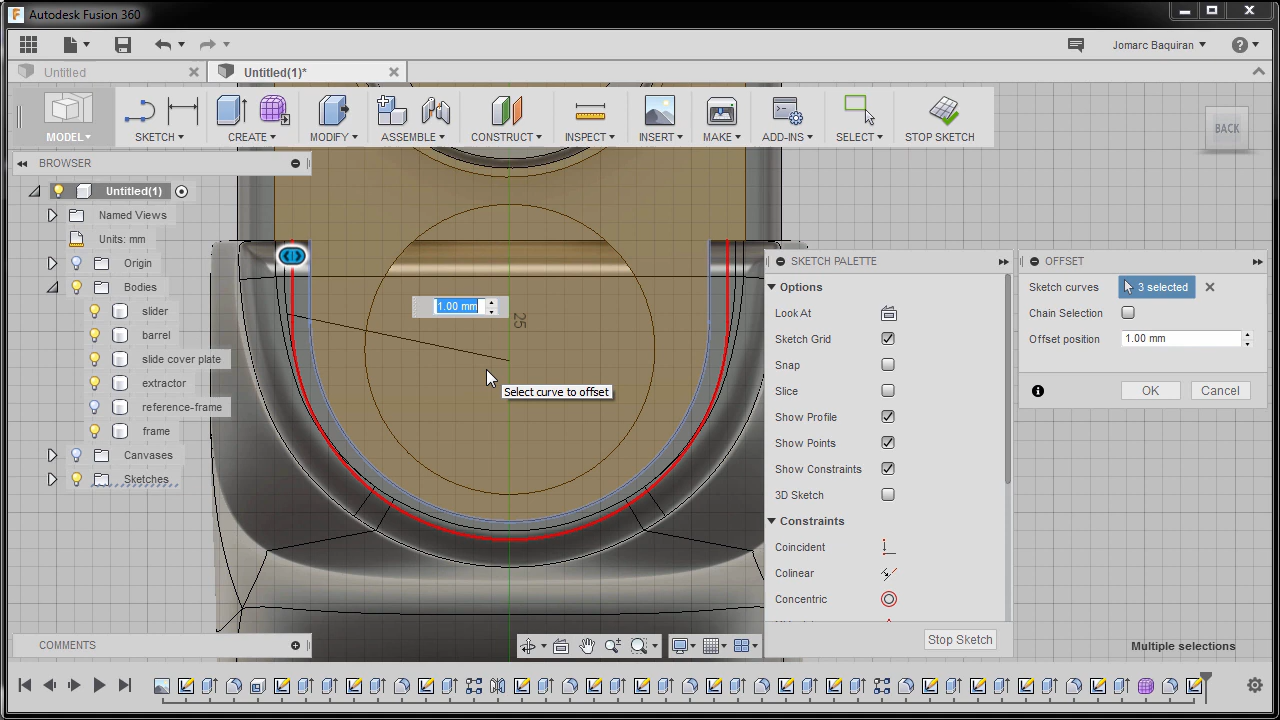 Autodesk Fusion 360
Jomarc Baquiran
Untitled
Untitled(1)*
MODEL
SKETCH
CREATE
MODIFY
ASSEMBLE
CONSTRUCT
INSPECT
INSERT
MAKE
ADD-INS
SELECT
STOP SKETCH
BACK
BROWSER
Untitled(1)
Named Views
Units: mm
Origin
Bodies
slider
barrel
slide cover plate
extractor
reference-frame
frame
Canvases
Sketches
1.00 mm
25
Select curve to offset
SKETCH PALETTE
Options
Look At
Sketch Grid
Snap
Slice
Show Profile
Show Points
Show Constraints
3D Sketch
Constraints
Coincident
Colinear
Concentric
Stop Sketch
OFFSET
Sketch curves
3 selected
Chain Selection
Offset position
1.00 mm
OK
Cancel
Multiple selections
COMMENTS